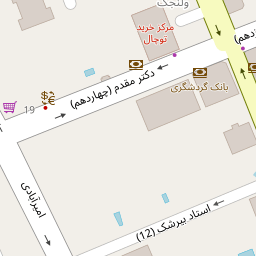 ولنجک
مرکز خرید
توچال
دهم)
دکتر مقدم (چهاردهم)
بانک گردشگری
19
امیرآبادی
استاد بیرشک (12)